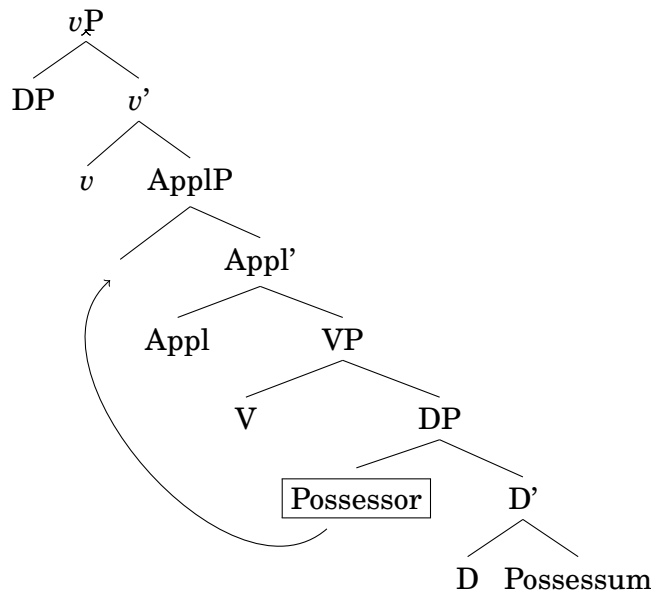 vP
DP v’
v ApplP
Appl’
Appl VP
V DP
Possessor D’
D Possessum